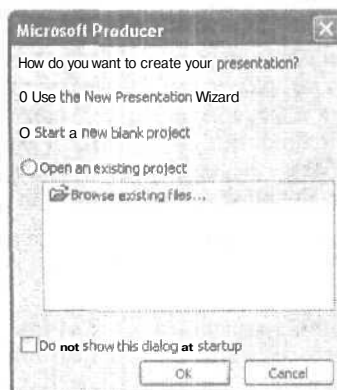 Microsoft Producer
How do you want to create your presentation?
0 Use the New Presentation Wizard
O Start a new blank project
Open an existing project
Browse existing files...
Do not show this dialog at startup
OK Cancel